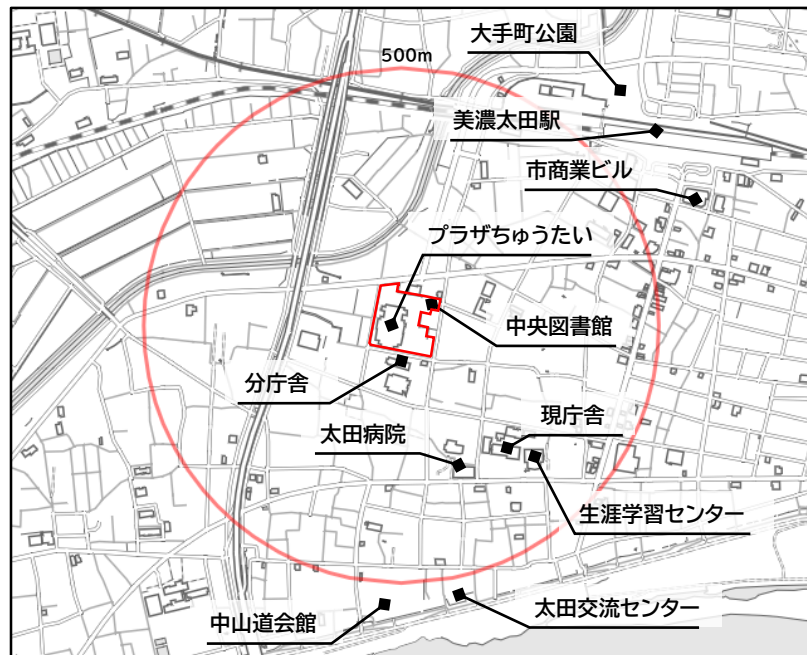 大手町公園
500m
美濃太田駅
市商業ビル
プラザちゅうたい
中央図書館
分庁舎
現庁舎
太田病院
生涯学習センター
太田交流センター
中山道会館